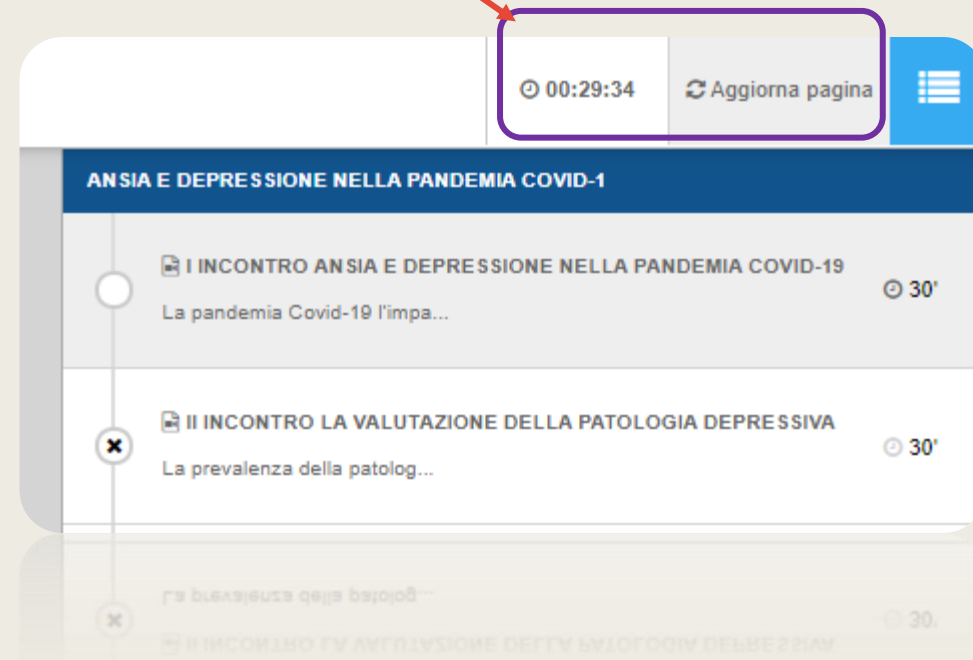 00:29:34 Aggiorna pagina
ANSIA E DEPRESSIONE NELLA PANDEMIA COVID-1
I INCONTRO ANSIA E DEPRESSIONE NELLA PANDEMIA COVID-19
30'
La pandemia Covid-19 l'impa...
II INCONTRO LA VALUTAZIONE DELLA PATOLOGIA DEPRESSIVA
30'
La prevalenza della patolog...